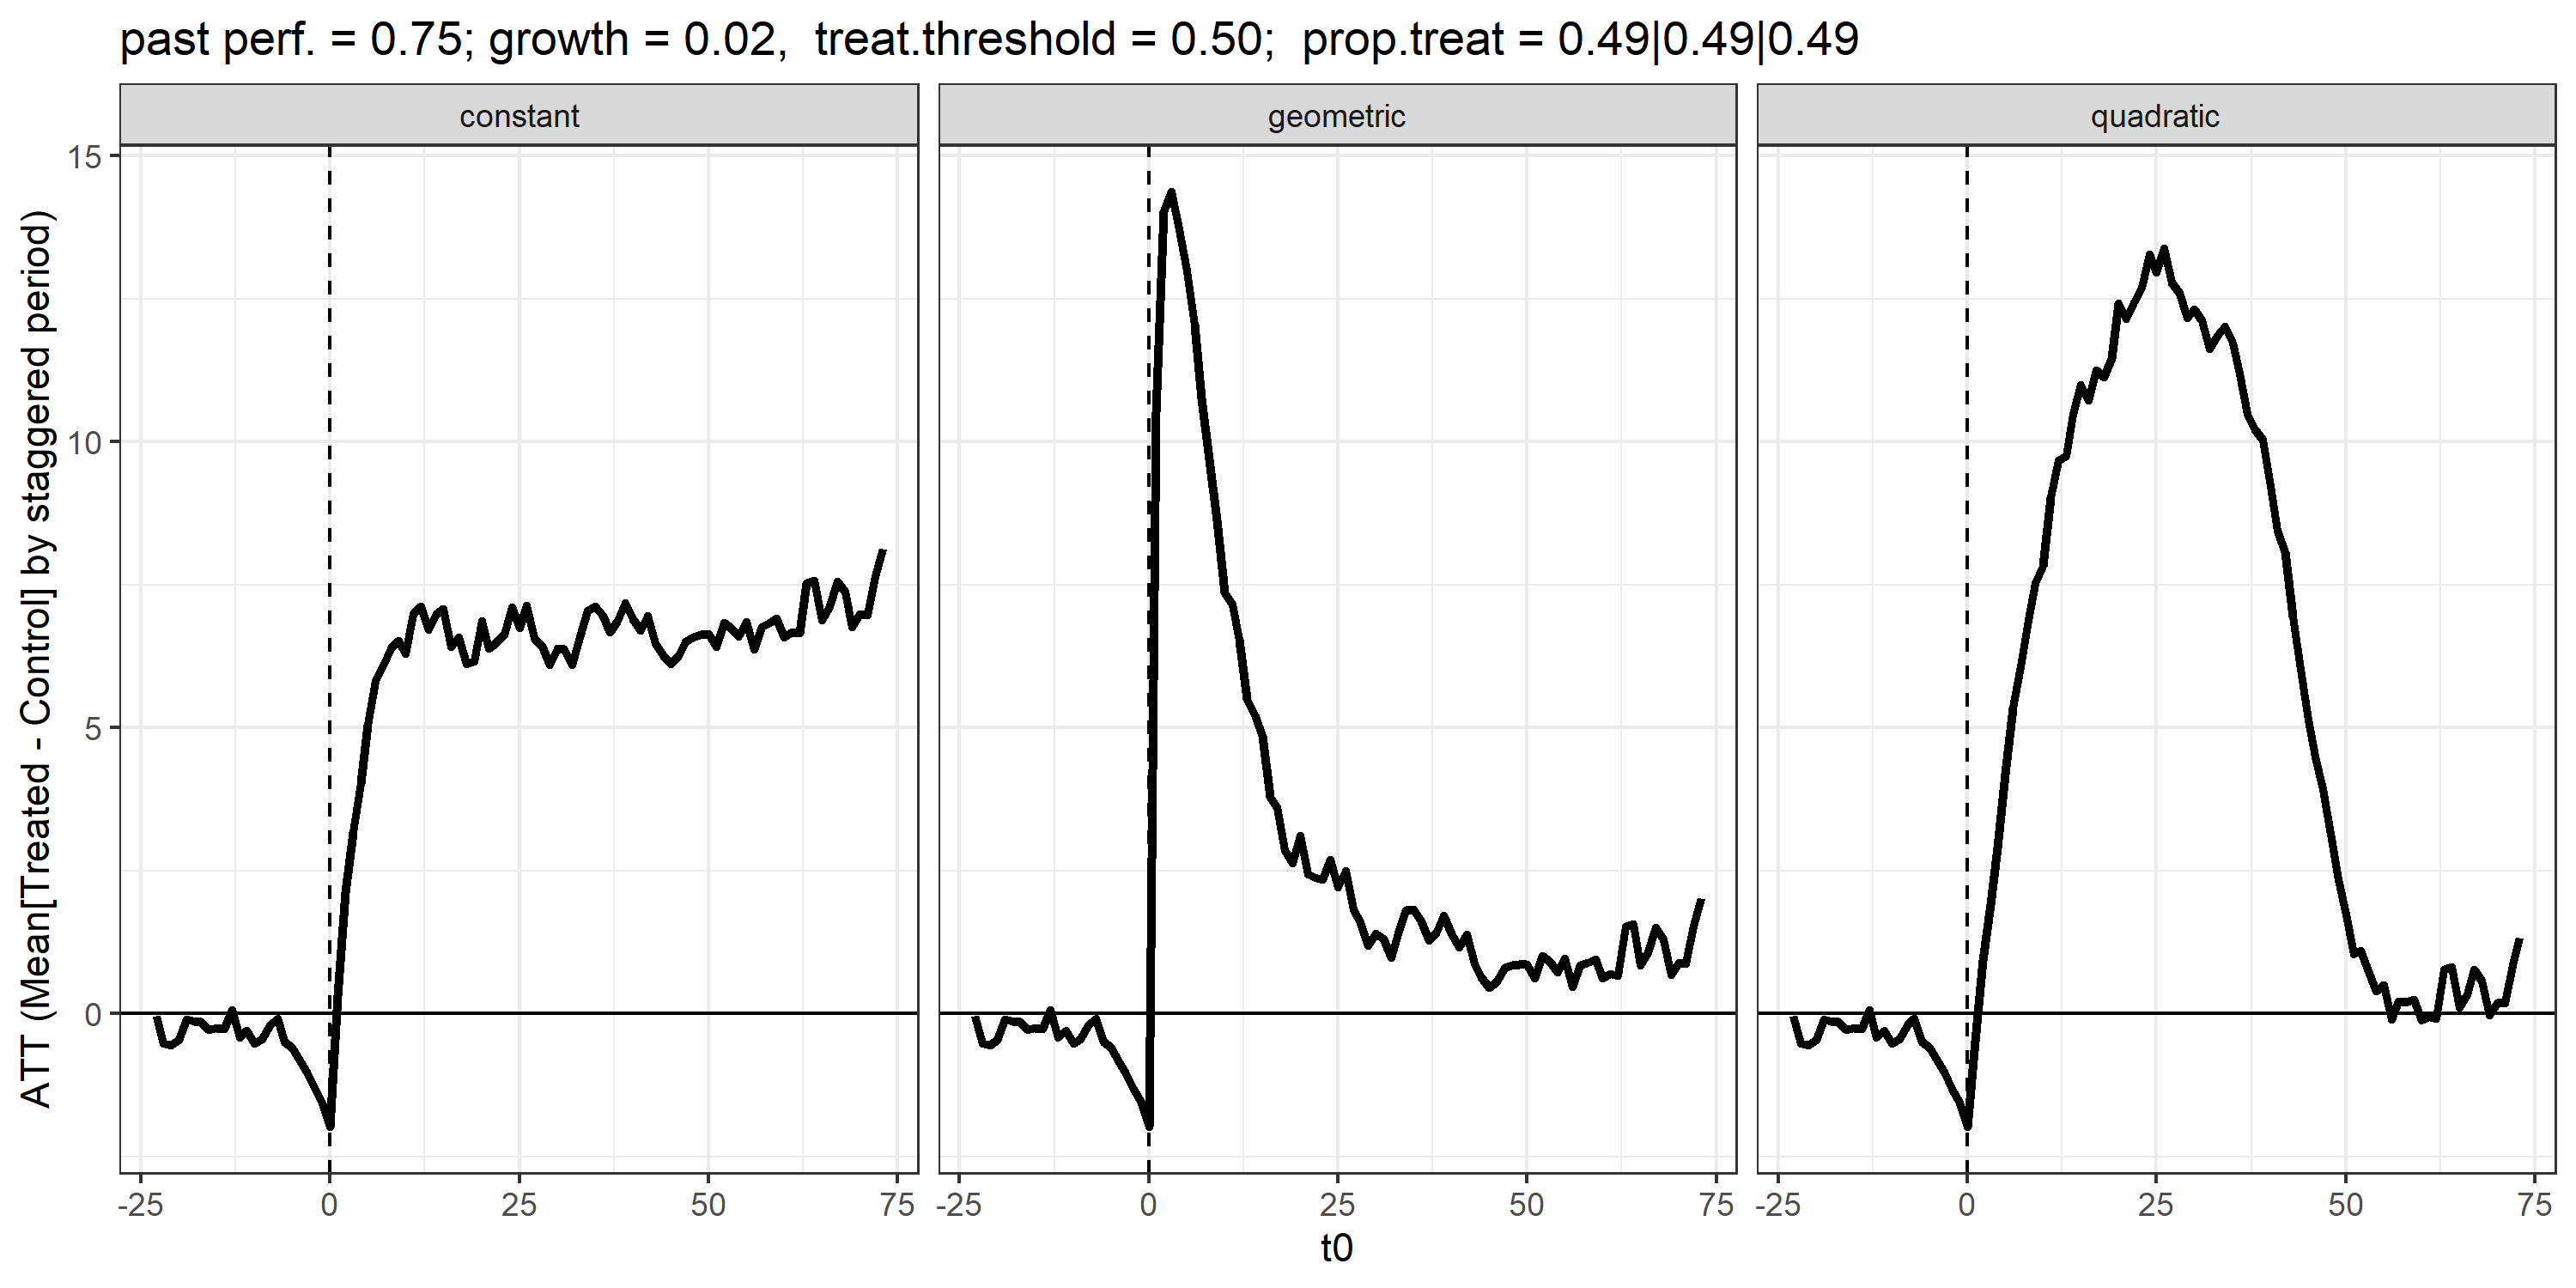 past perf. = 0.75; growth = 0.02,  treat.threshold = 0.50;  prop.treat = 0.49|0.49|0.49
constant
geometric
quadratic
ATT (Mean[Treated - Control] by staggered period)
15
10
5
0
-25 0 25 50 75
-25 0 25 50 75
-25 0 25 50 75
t0